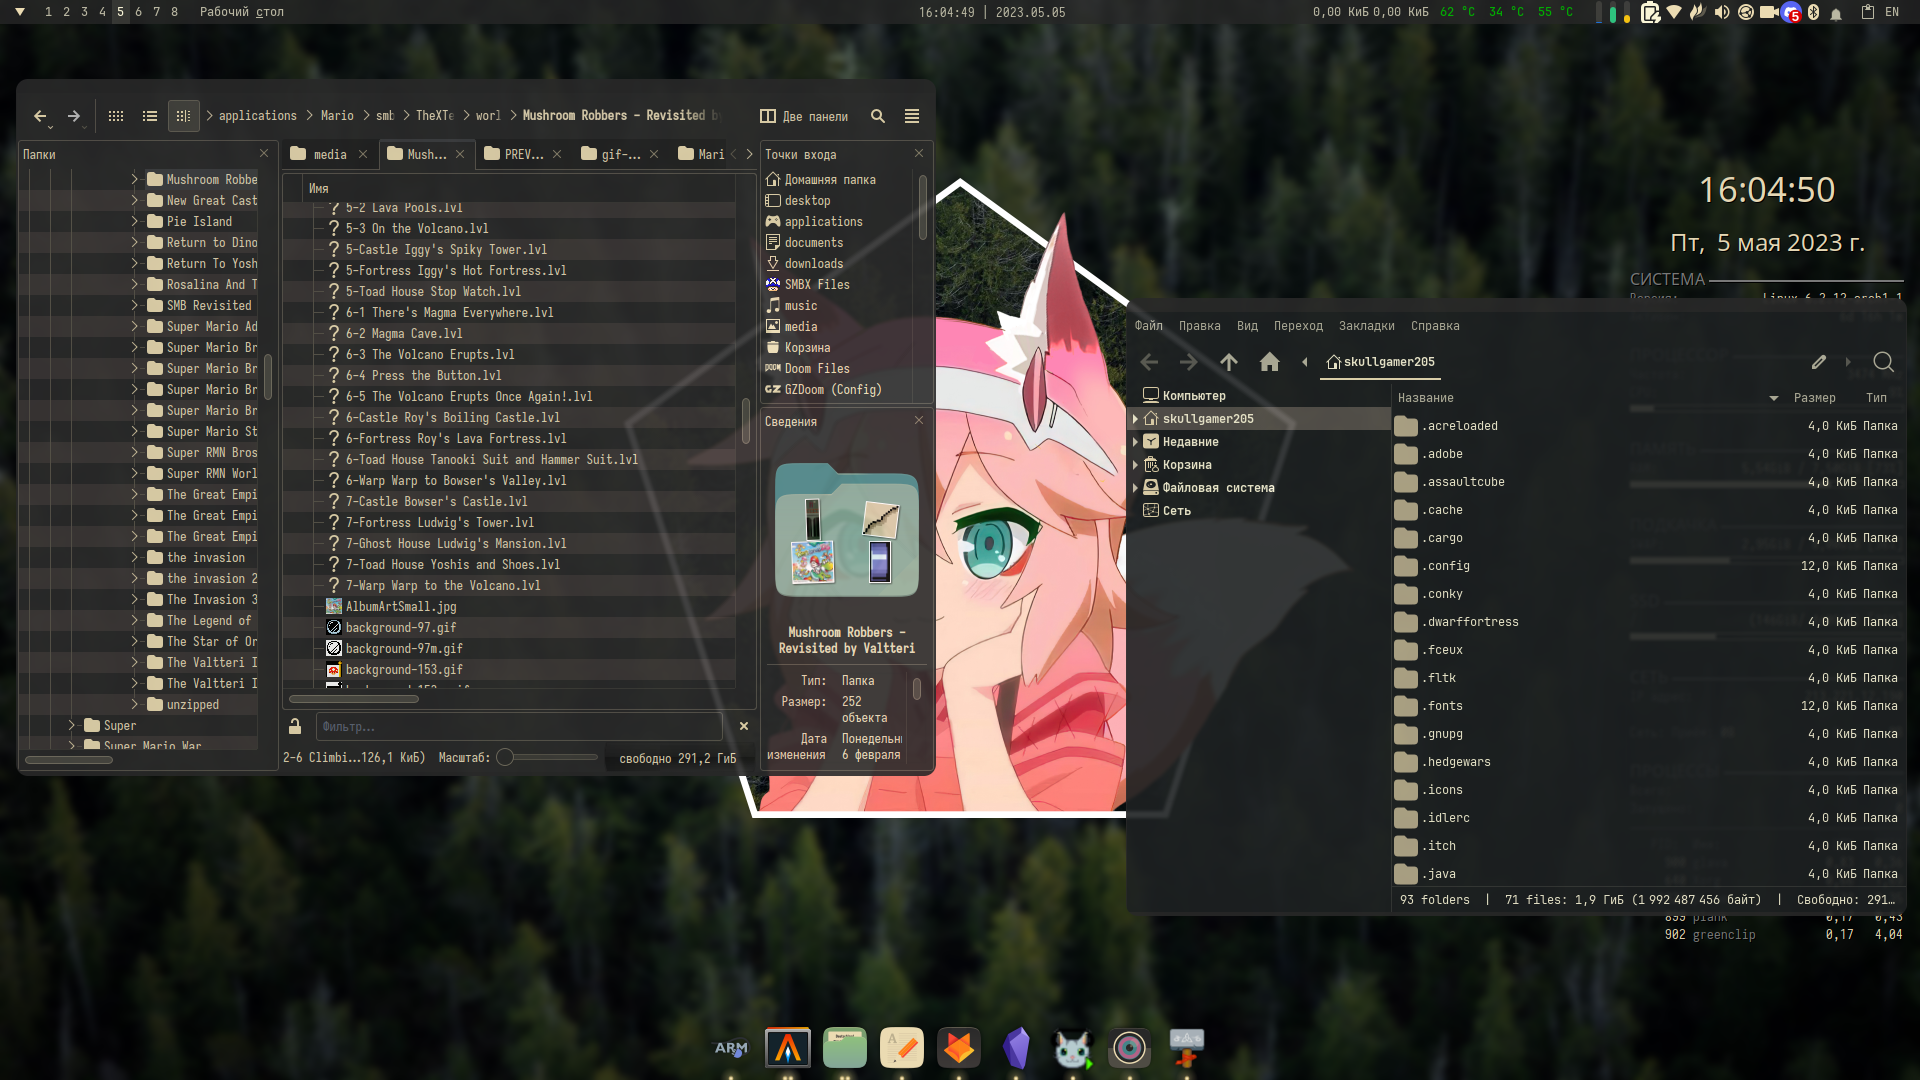 1 2 3 4 5 6 7 8 Рабочий стол
16:04:49 | 2023.05.05
0,00 КиБ 0,00 КиБ 62 °C 34 °C 55 °C 5 EN
applications Mario smb TheXTe worl Mushroom Robbers - Revisited by
Две панели
Папки
Mushroom Robbe
New Great Cast
Pie Island
Return to Dino
Return To Yosh
Rosalina And T
SMB Revisited
Super Mario Ad
Super Mario Br
Super Mario Br
Super Mario Br
Super Mario Br
Super Mario St
Super RMN Bros
Super RMN Worl
The Great Empi
The Great Empi
The Great Empi
the invasion
the invasion 2
The Invasion 3
The Legend of
The Star of Or
The Valtteri I
The Valtteri I
unzipped
Super
Super Mario War
media Mush... PREV... gif-... Mari
Имя
5-2 Lava Pools.lvl
5-3 On the Volcano.lvl
5-Castle Iggy's Spiky Tower.lvl
5-Fortress Iggy's Hot Fortress.lvl
5-Toad House Stop Watch.lvl
6-1 There's Magma Everywhere.lvl
6-2 Magma Cave.lvl
6-3 The Volcano Erupts.lvl
6-4 Press the Button.lvl
6-5 The Volcano Erupts Once Again!.lvl
6-Castle Roy's Boiling Castle.lvl
6-Fortress Roy's Lava Fortress.lvl
6-Toad House Tanooki Suit and Hammer Suit.lvl
6-Warp Warp to Bowser's Valley.lvl
7-Castle Bowser's Castle.lvl
7-Fortress Ludwig's Tower.lvl
7-Ghost House Ludwig's Mansion.lvl
7-Toad House Yoshis and Shoes.lvl
7-Warp Warp to the Volcano.lvl
AlbumArtSmall.jpg
background-97.gif
background-97m.gif
background-153.gif
Фильтр...
2-6 Climbi...126,1 КиБ) Масштаб: свободно 291,2 ГиБ
Точки входа
Домашняя папка
desktop
applications
documents
downloads
SMBX Files
music
media
Корзина
Doom Files
GZDoom (Config)
Сведения
Mushroom Robbers -
Revisited by Valtteri
Тип: Папка
Размер: 252
объекта
Дата Понедельн
изменения 6 февраля
16:04:50
Пт, 5 мая 2023 г.
СИСТЕМА
Файл Правка Вид Переход Закладки Справка
skullgamer205
Компьютер
skullgamer205
Недавние
Корзина
Файловая система
Сеть
Название Размер Тип
.acreloaded 4,0 КиБ Папка
.adobe 4,0 КиБ Папка
.assaultcube 4,0 КиБ Папка
.cache 4,0 КиБ Папка
.cargo 4,0 КиБ Папка
.config 12,0 КиБ Папка
.conky 4,0 КиБ Папка
.dwarffortress 4,0 КиБ Папка
.fceux 4,0 КиБ Папка
.fltk 4,0 КиБ Папка
.fonts 12,0 КиБ Папка
.gnupg 4,0 КиБ Папка
.hedgewars 4,0 КиБ Папка
.icons 4,0 КиБ Папка
.idlerc 4,0 КиБ Папка
.itch 4,0 КиБ Папка
.java 4,0 КиБ Папка
93 folders | 71 files: 1,9 ГиБ (1 992 487 456 байт) | Свободно: 291...
899 plank 0,17 0,43
902 greenclip 0,17 4,04
ARM